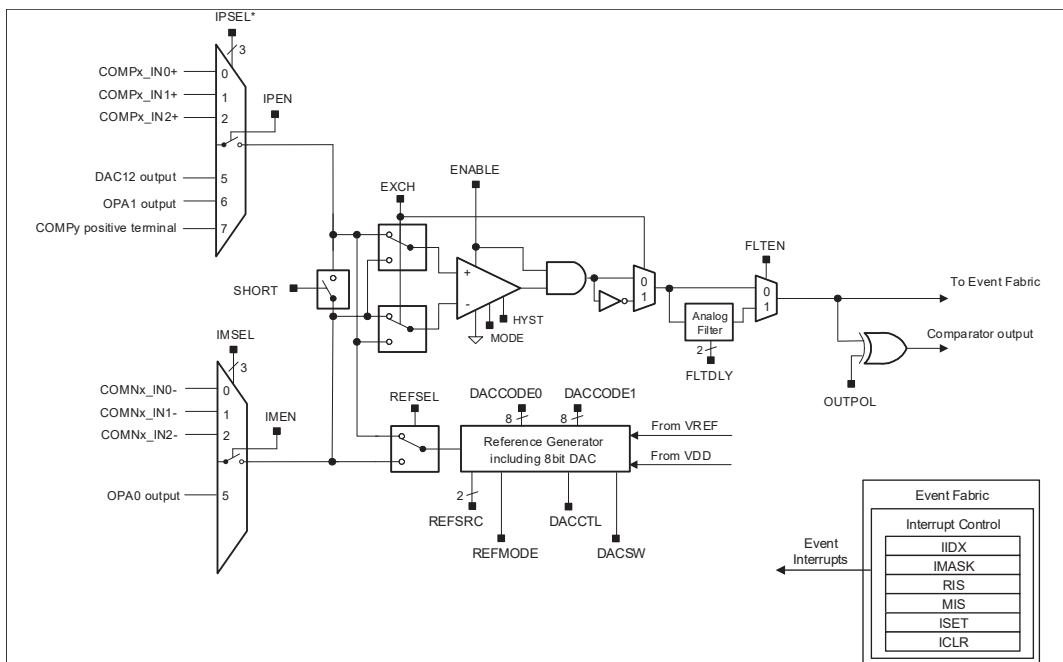 IPSEL*
3
COMPx_IN0+
0
COMPx_IN1+
1
COMPx_IN2+
2
IPEN
DAC12 output
5
OPA1 output
6
COMPy positive terminal
7
EXCH
ENABLE
SHORT
+
-
HYST
MODE
0
1
FLTEN
0
1
Analog
Filter
2
FLTDLY
To Event Fabric
Comparator output
OUTPOL
IMSEL
3
COMNx_IN0-
0
COMNx_IN1-
1
COMNx_IN2-
2
IMEN
OPA0 output
5
REFSEL
DACCODE0
DACCODE1
8
8
Reference Generator
including 8bit DAC
From VREF
From VDD
2
REFSRC
REFMODE
DACCTL
DACSW
Event
Interrupts
Event Fabric
Interrupt Control
IIDX
IMASK
RIS
MIS
ISET
ICLR